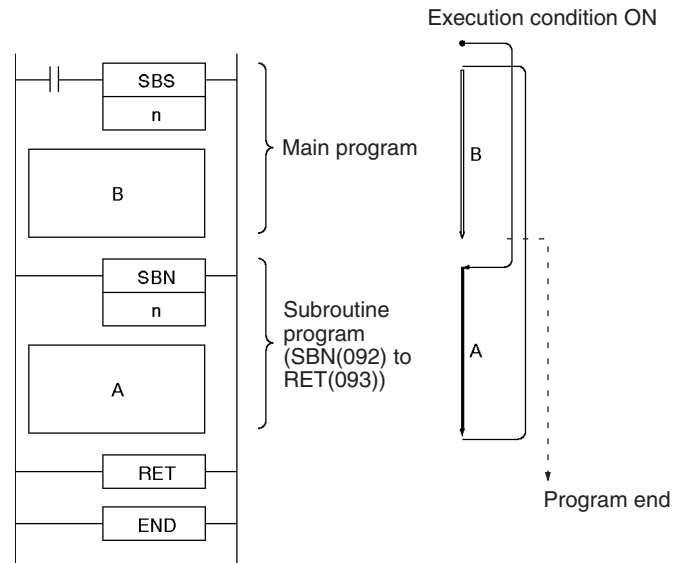 Execution condition ON
SBS
n
Main program
B
B
SBN
n
Subroutine
program
(SBN(092) to
RET(093))
A
A
RET
Program end
END